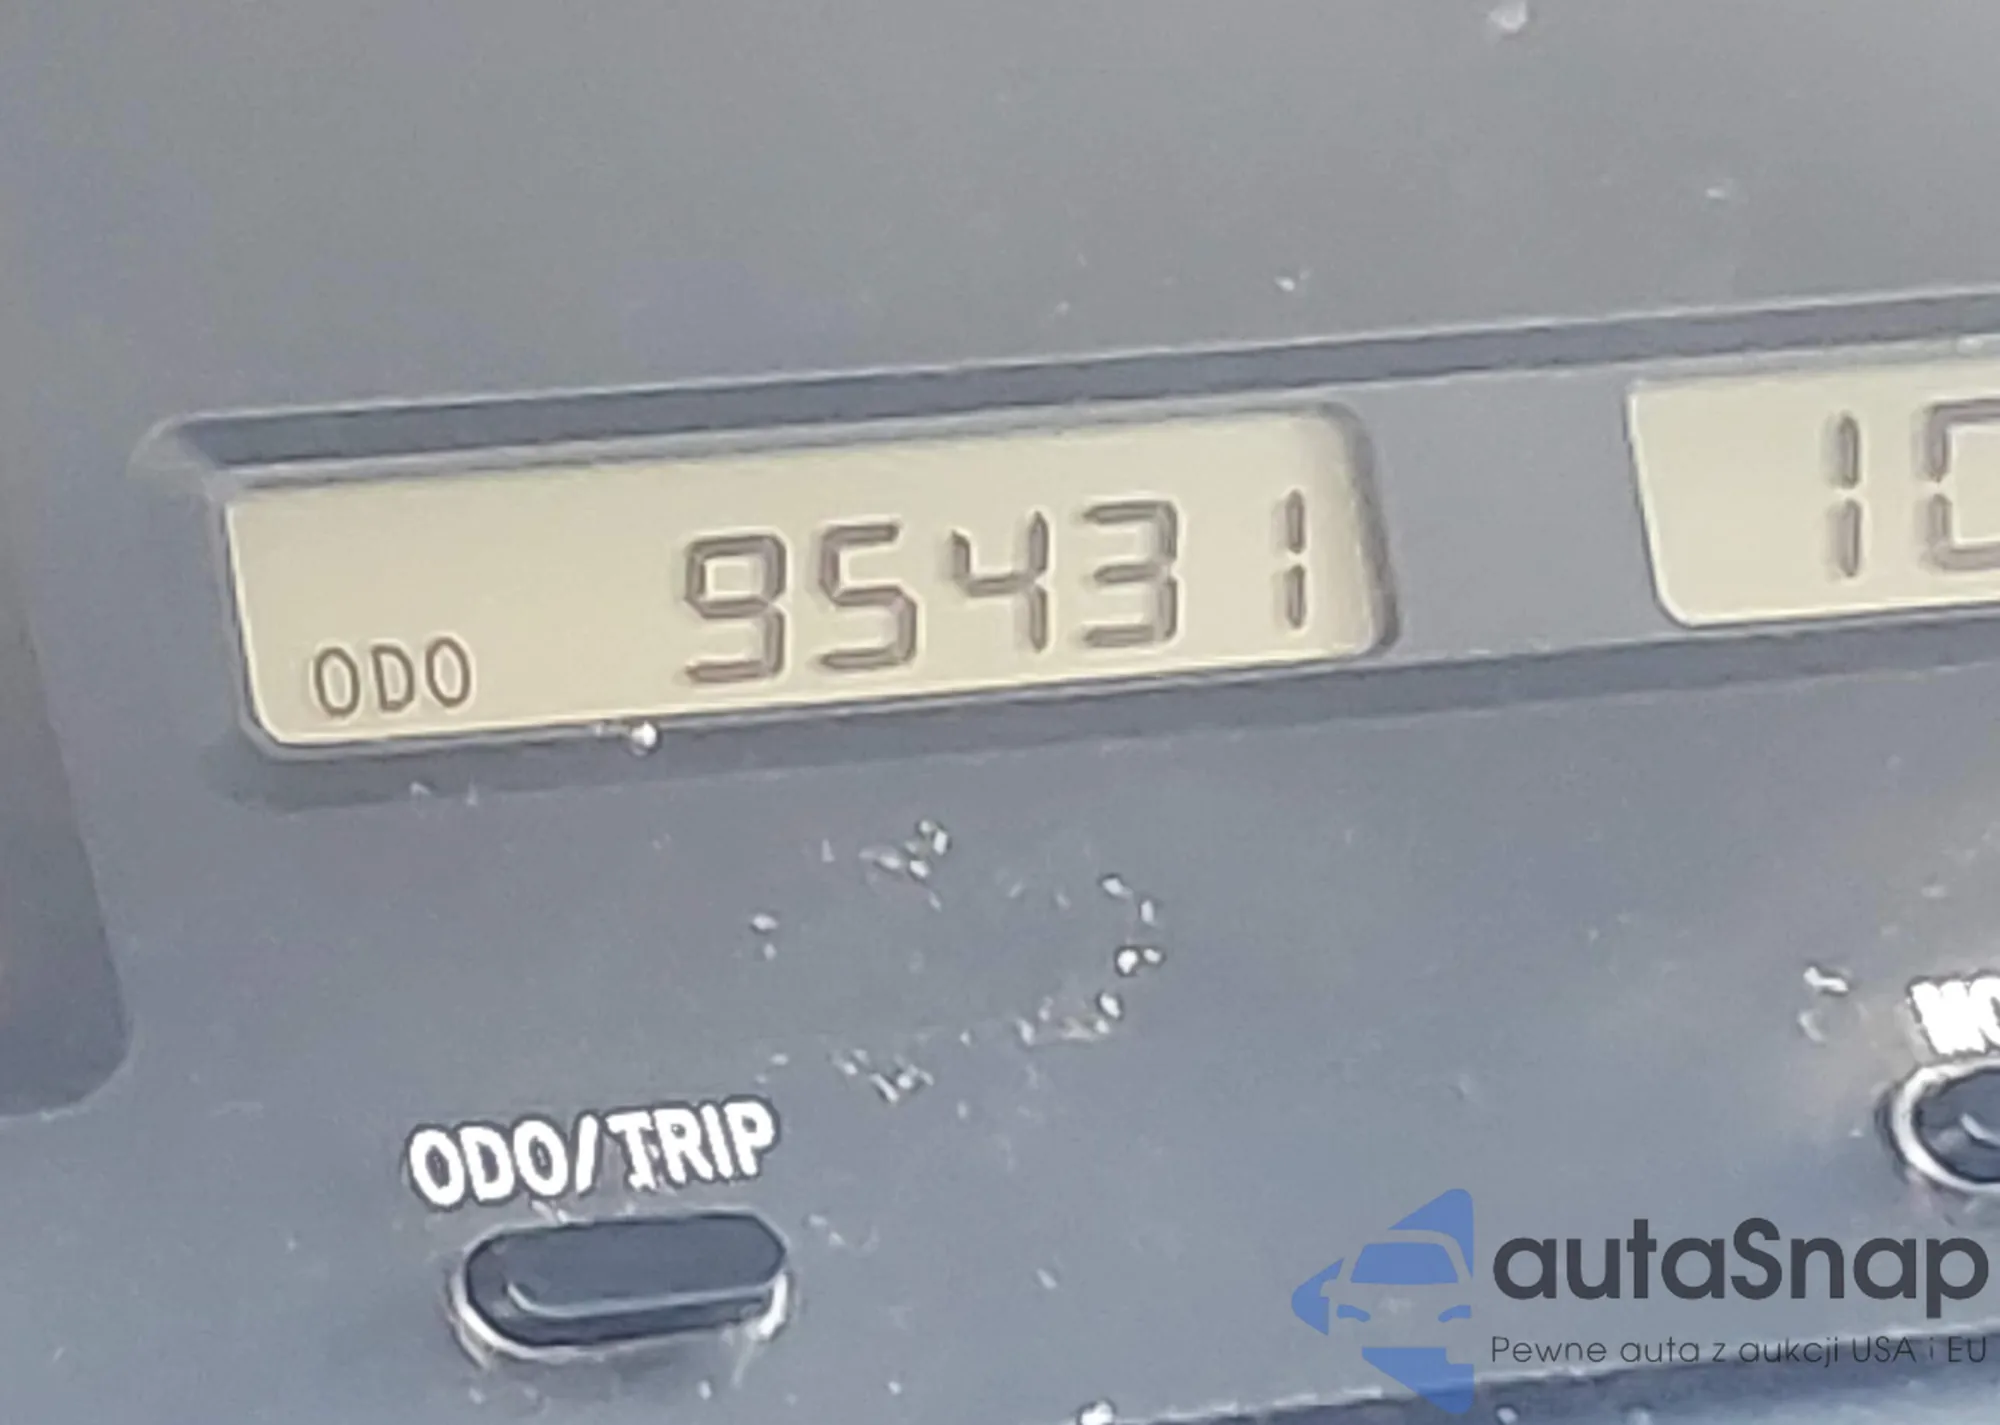 ODO 95431
10
ODO/TRIP
autaSnap
Pewne auta z aukcji USA i EU